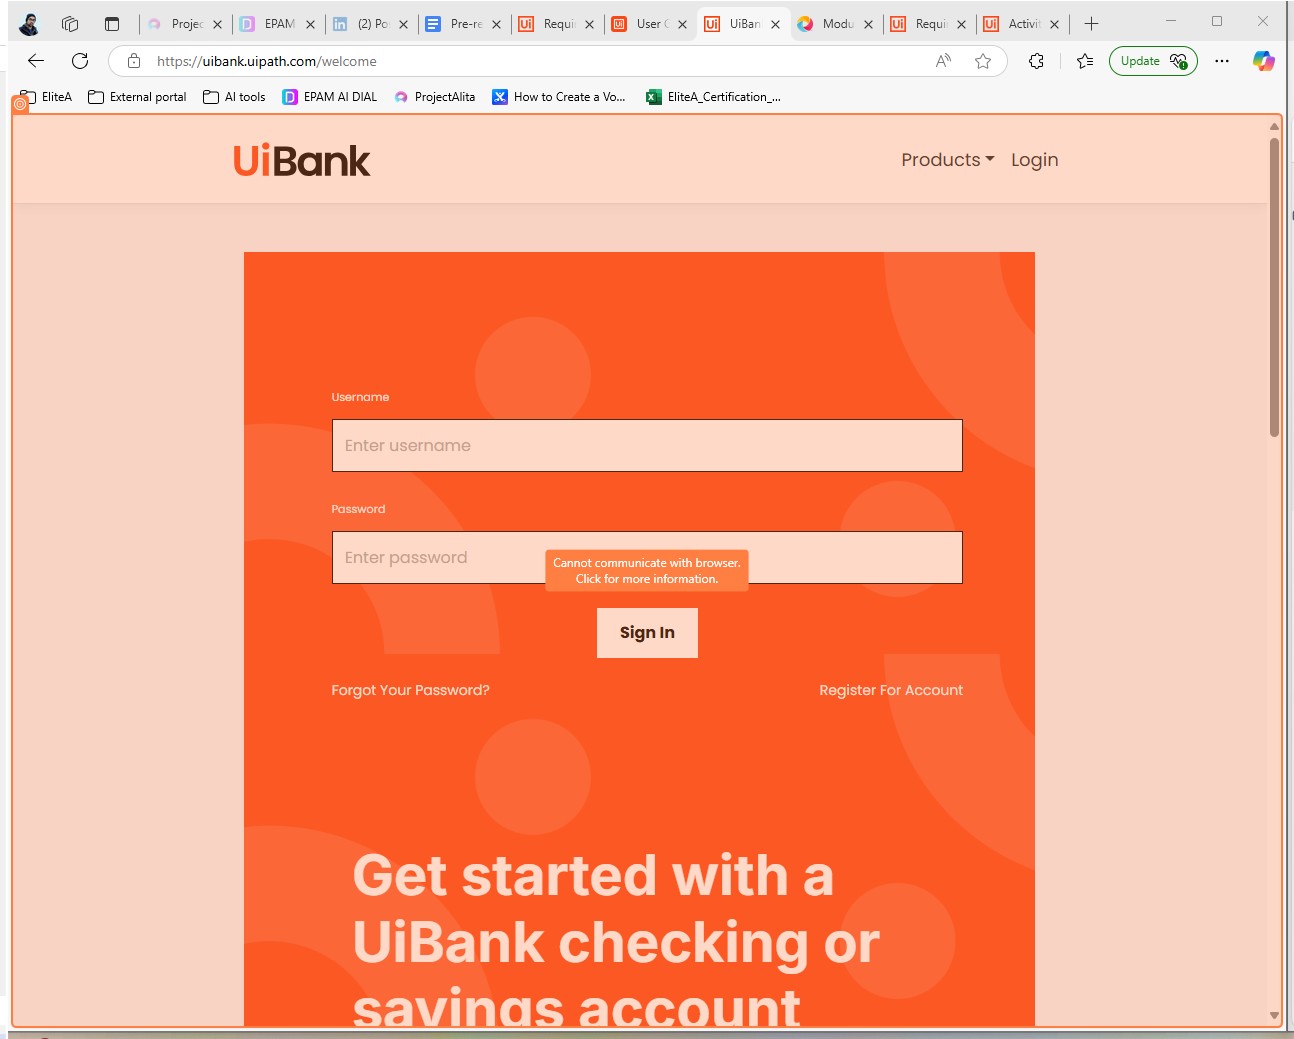 Projec
EPAM
(2) Po
Pre-re
Requi
User G
UiBan
Modu
Requi
Activit
https://uibank.uipath.com/welcome
Update
EliteA
External portal
AI tools
EPAM AI DIAL
ProjectAlita
How to Create a Vo...
EliteA_Certification_...
UiBank
Products
Login
Username
Enter username
Password
Enter password
Cannot communicate with browser.
Click for more information.
Sign In
Forgot Your Password?
Register For Account
Get started with a
UiBank checking or
savings account